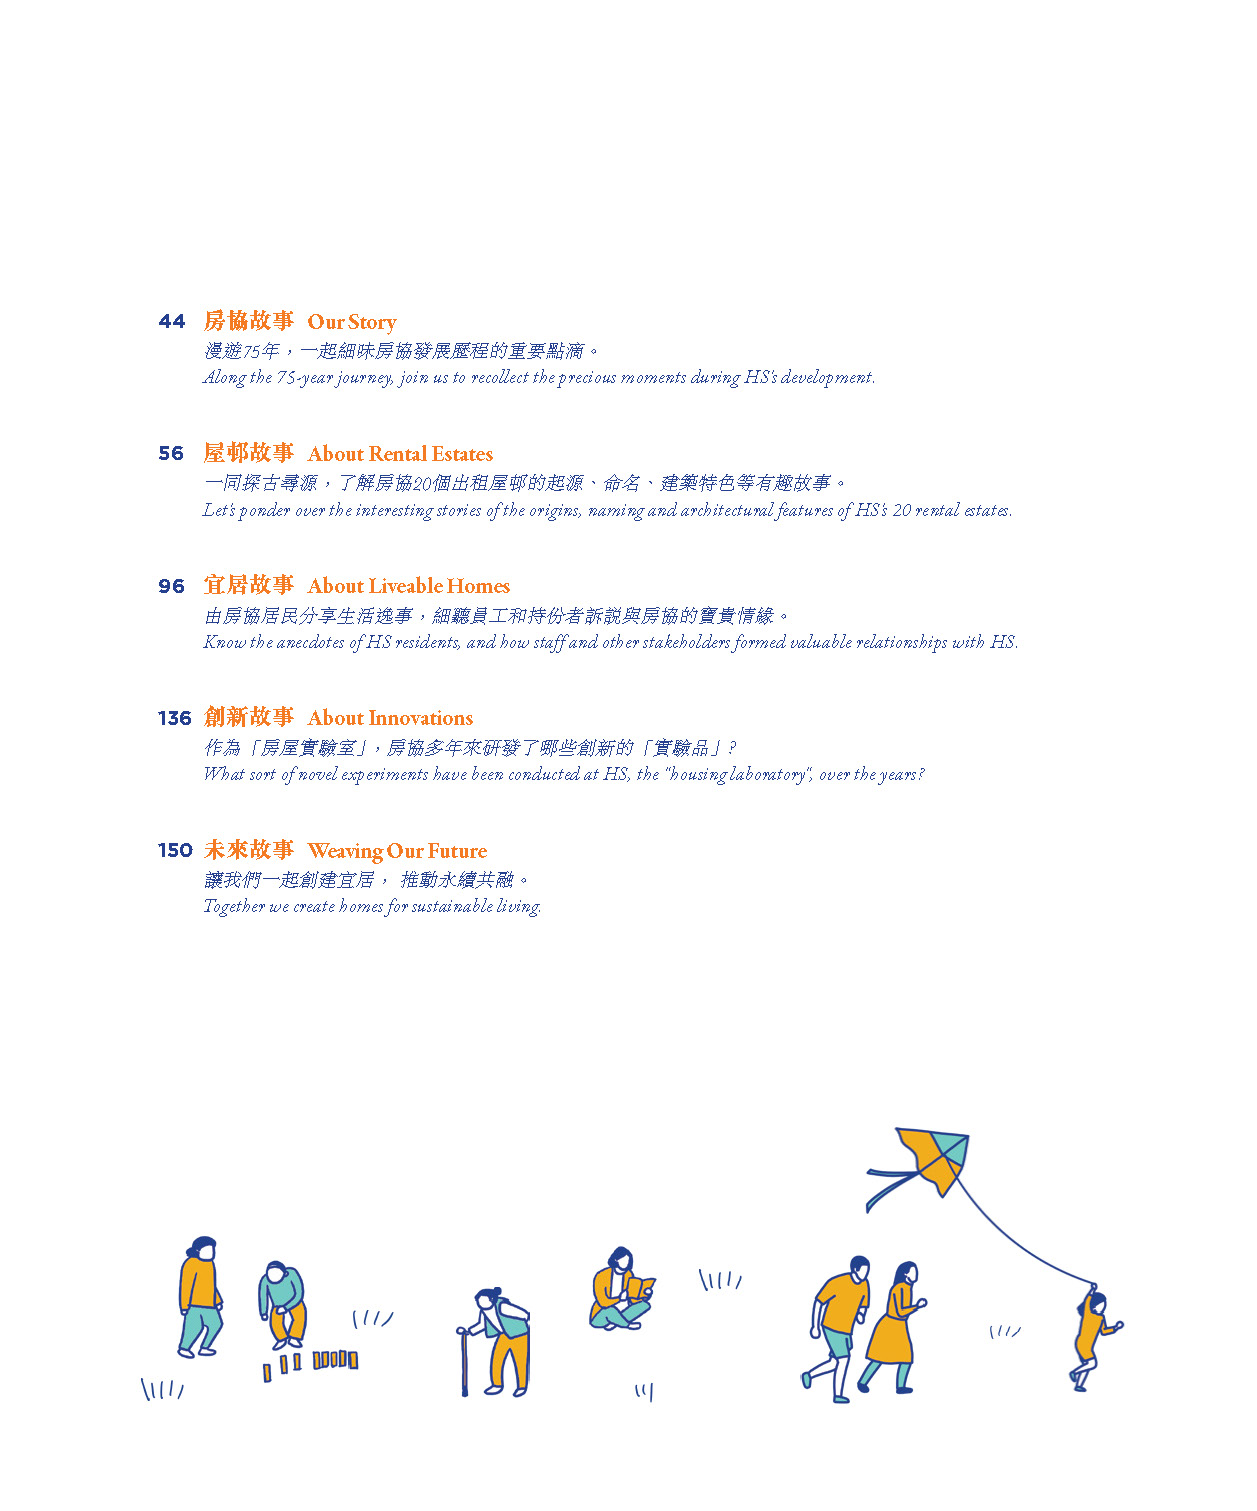 44 房協故事 Our Story
漫遊75年，一起細味房協發展歷程的重要點滴。
Along the 75-year journey, join us to recollect the precious moments during HS's development.
56 屋邨故事 About Rental Estates
一同探古尋源，了解房協20個出租屋邨的起源、命名、建築特色等有趣故事。
Let's ponder over the interesting stories of the origins, naming and architectural features of HS's 20 rental estates.
96 宜居故事 About Liveable Homes
由房協居民分享生活逸事，細聽員工和持份者訴説與房協的寶貴情緣。
Know the anecdotes of HS residents, and how staff and other stakeholders formed valuable relationships with HS.
136 創新故事 About Innovations
作為「房屋實驗室」，房協多年來研發了哪些創新的「實驗品」？
What sort of novel experiments have been conducted at HS, the "housing laboratory", over the years?
150 未來故事 Weaving Our Future
讓我們一起創建宜居， 推動永續共融。
Together we create homes for sustainable living.